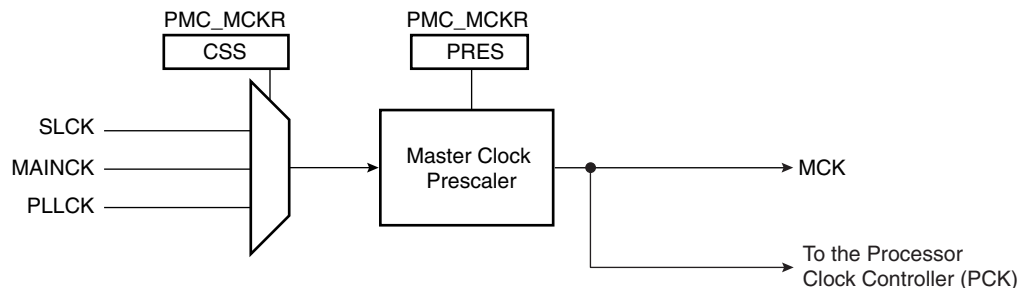 PMC_MCKR
PMC_MCKR
CSS
PRES
SLCK
MAINCK
PLLCK
Master Clock
Prescaler
MCK
To the Processor
Clock Controller (PCK)